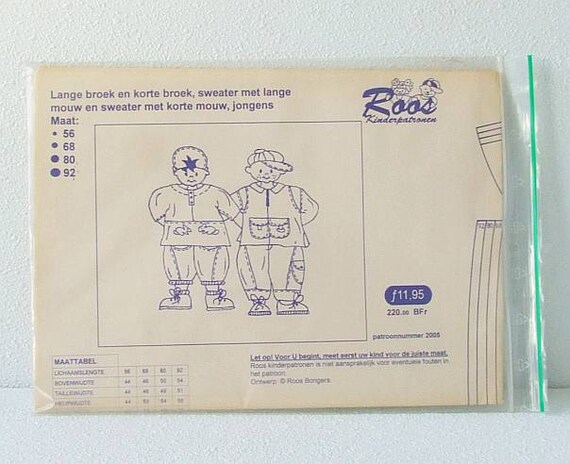 Lange broek en korte broek, sweater met lange
mouw en sweater met korte mouw, jongens
Maat:
56
68
80
92
Roos
Kinderpatronen
ƒ11,95
220.00 BFr
patroonnummer 2005
MAATTABEL
LICHAAMSLENGTE 56 68 80 92
BOVENWIJDTE 44 48 50 54
TAILLEWIJDTE 44 46 49 51
HEUPWIJDTE 44 50 54 56
Let op! Voor U begint, meet eerst uw kind voor de juiste maat.
Roos kinderpatronen is niet aansprakelijk voor eventuele fouten in
het patroon.
Ontwerp © Roos Bongers.